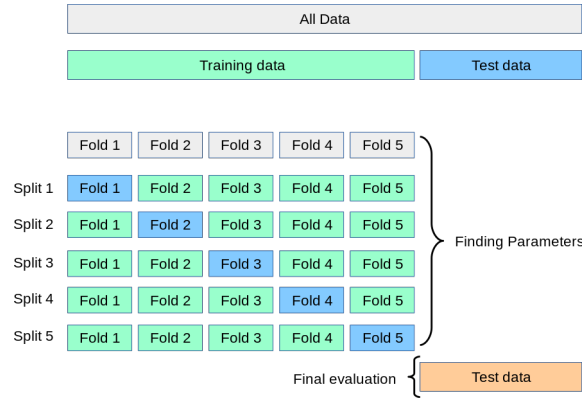 All Data
Training data Test data
Fold 1 Fold 2 Fold 3 Fold 4 Fold 5
Split 1 Fold 1 Fold 2 Fold 3 Fold 4 Fold 5
Split 2 Fold 1 Fold 2 Fold 3 Fold 4 Fold 5
Finding Parameters
Split 3 Fold 1 Fold 2 Fold 3 Fold 4 Fold 5
Split 4 Fold 1 Fold 2 Fold 3 Fold 4 Fold 5
Split 5 Fold 1 Fold 2 Fold 3 Fold 4 Fold 5
Final evaluation Test data